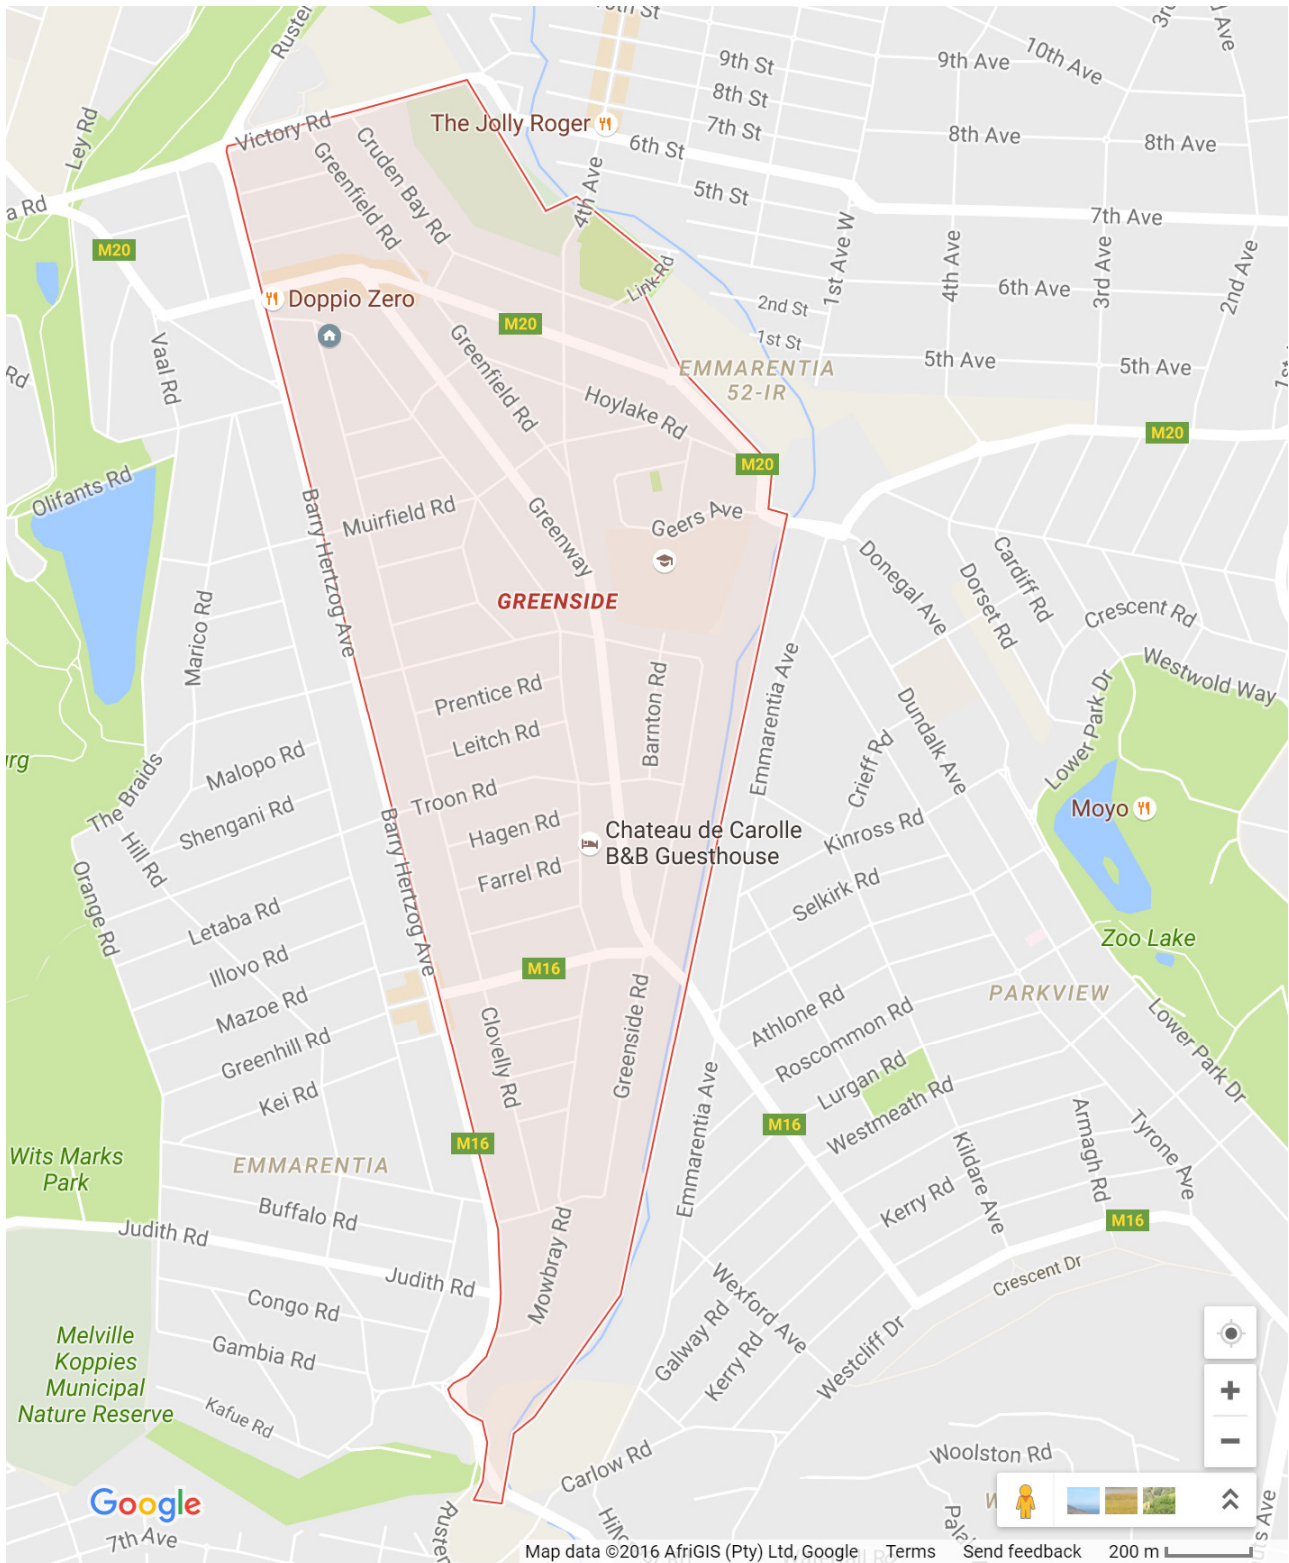 9th St
9th Ave
10th Ave
8th St
The Jolly Roger
7th St
8th Ave
8th Ave
6th St
Victory Rd
Ley Rd
Cruden Bay Rd
Greenfield Rd
5th St
4th Ave
7th Ave
a Rd
M20
1st Ave W
4th Ave
3rd Ave
2nd Ave
Link Rd
6th Ave
Doppio Zero
2nd St
M20
1st St
Vaal Rd
Greenfield Rd
EMMARENTIA
52-IR
5th Ave
5th Ave
Rd
Hoylake Rd
M20
M20
Olifants Rd
Barry Hertzog Ave
Muirfield Rd
Greenway
Geers Ave
Donegal Ave
Cardiff Rd
Dorset Rd
GREENSIDE
Crescent Rd
Marico Rd
Westwold Way
Prentice Rd
Barnton Rd
Emmarentia Ave
Dundalk Ave
Lower Park Dr
Leitch Rd
Malopo Rd
The Braids
Crieff Rd
Troon Rd
Moyo
Shengani Rd
Hill Rd
Barry Hertzog Ave
Hagen Rd
Chateau de Carolle
B&B Guesthouse
Kinross Rd
Farrel Rd
Selkirk Rd
Orange Rd
Letaba Rd
Zoo Lake
Illovo Rd
M16
PARKVIEW
Mazoe Rd
Athlone Rd
Greenside Rd
Clovelly Rd
Roscommon Rd
Greenhill Rd
Lurgan Rd
Lower Park Dr
Kei Rd
Westmeath Rd
M16
M16
Emmarentia Ave
Armagh Rd
Tyrone Ave
Wits Marks
Park
EMMARENTIA
Kildare Ave
Kerry Rd
Buffalo Rd
M16
Judith Rd
Mowbray Rd
Judith Rd
Crescent Dr
Congo Rd
Wexford Ave
Galway Rd
Kerry Rd
Westcliff Dr
Melville
Koppies
Municipal
Nature Reserve
Gambia Rd
Kafue Rd
Carlow Rd
Woolston Rd
Google
7th Ave
Map data ©2016 AfriGIS (Pty) Ltd, Google Terms Send feedback 200 m